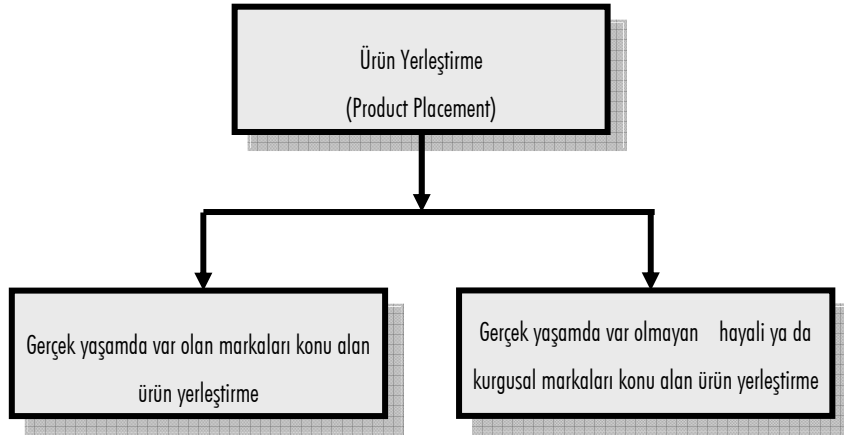 Ürün Yerleştirme
(Product Placement)
Gerçek yaşamda var olan markaları konu alan
ürün yerleştirme
Gerçek yaşamda var olmayan hayali ya da
kurgusal markaları konu alan ürün yerleştirme